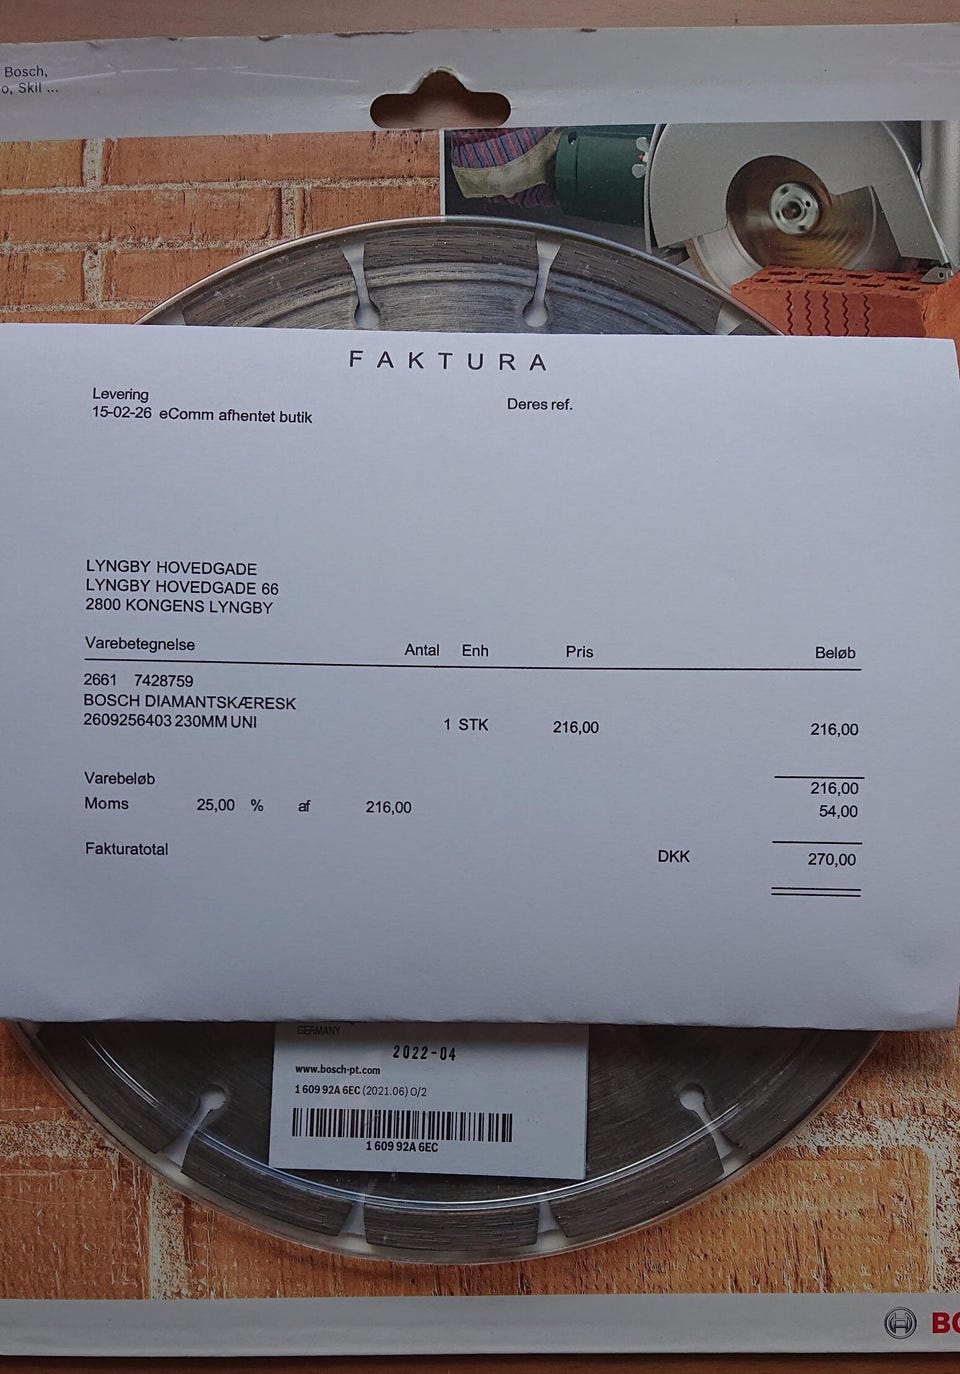 Bosch,
o, Skil ...
FAKTURA
Levering
15-02-26 eComm afhentet butik
Deres ref.
LYNGBY HOVEDGADE
LYNGBY HOVEDGADE 66
2800 KONGENS LYNGBY
Varebetegnelse Antal Enh Pris Beløb
2661 7428759
BOSCH DIAMANTSKÆRESK
2609256403 230MM UNI 1 STK 216,00 216,00
Varebeløb 216,00
Moms 25,00 % af 216,00 54,00
Fakturatotal DKK 270,00
GERMANY
2022-04
www.bosch-pt.com
1 609 92A 6EC (2021.06) O/2
1 609 92A 6EC
BO